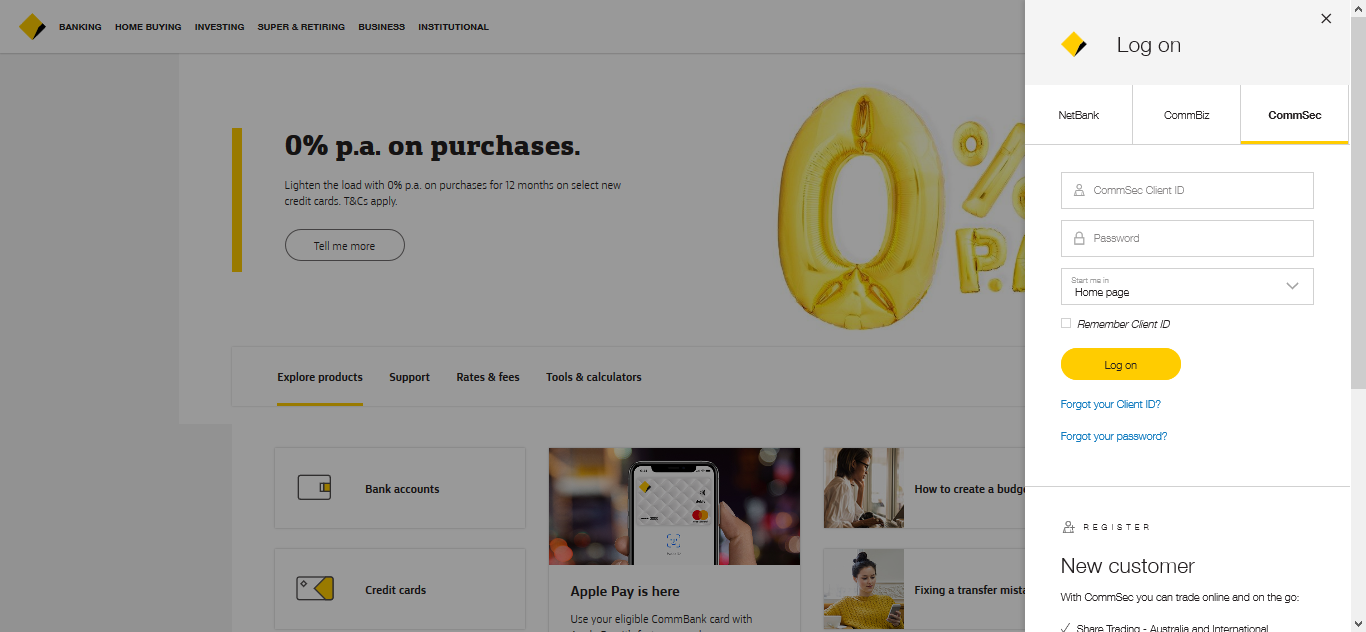 BANKING HOME BUYING INVESTING SUPER & RETIRING BUSINESS INSTITUTIONAL
0% p.a. on purchases.
Lighten the load with 0% p.a. on purchases for 12 months on select new
credit cards. T&Cs apply.
Tell me more
0%
P.
Explore products Support Rates & fees Tools & calculators
Bank accounts
Credit cards
Apple Pay is here
Use your eligible CommBank card with
How to create a budge
Fixing a transfer mista
Log on
NetBank CommBiz CommSec
CommSec Client ID
Password
Start me in
Home page
Remember Client ID
Log on
Forgot your Client ID?
Forgot your password?
REGISTER
New customer
With CommSec you can trade online and on the go:
Share Trading - Australia and International